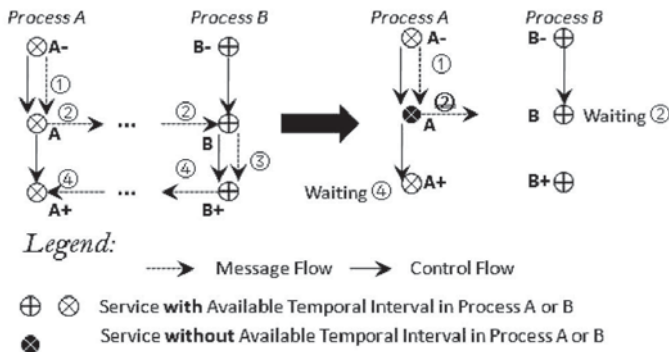 Process A Process B Process A Process B
A- B- A- B-
① ①
② ② ②
A ... B A B Waiting ②
③
④ ④
A+ ... B+ Waiting ④ A+ B+
Legend:
Message Flow Control Flow
Service with Available Temporal Interval in Process A or B
Service without Available Temporal Interval in Process A or B